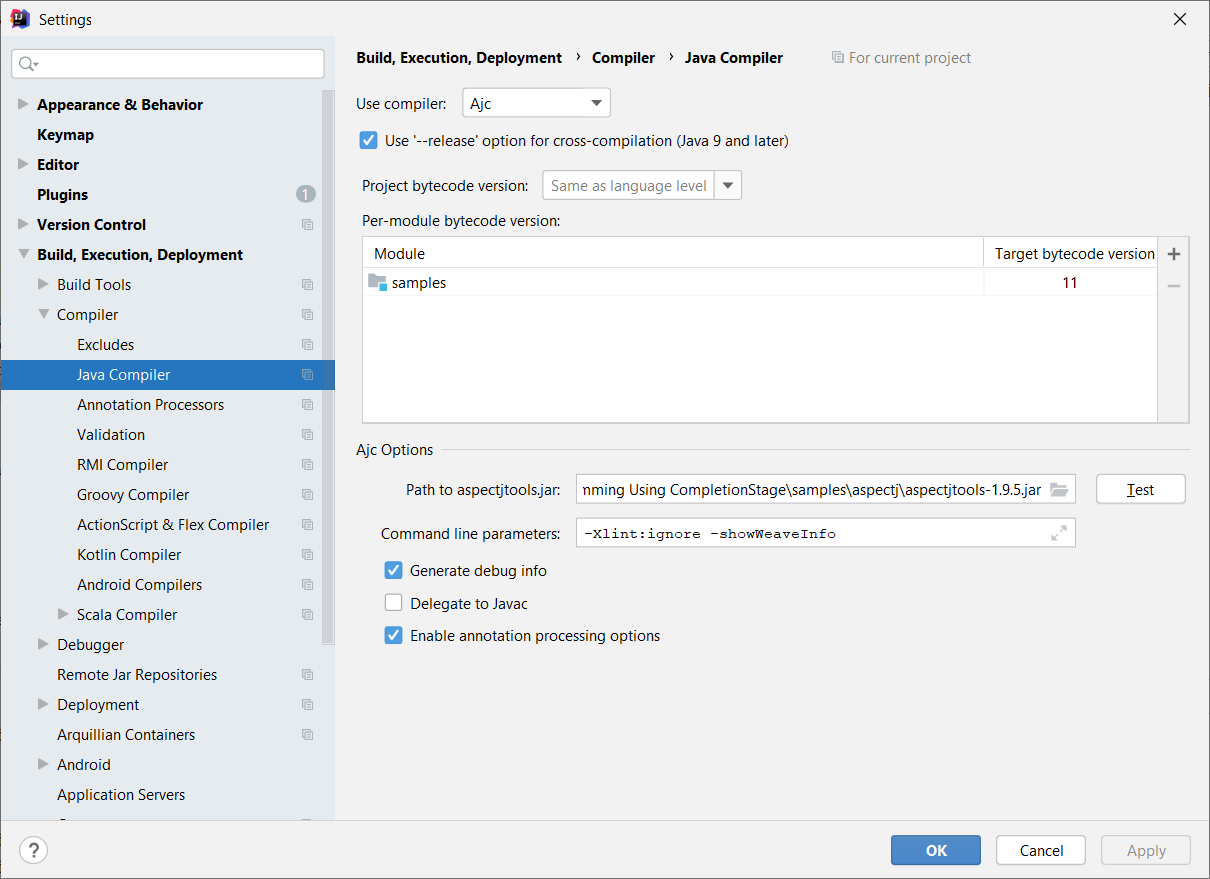 Settings
Appearance & Behavior
Keymap
Editor
Plugins
1
Version Control
Build, Execution, Deployment
Build Tools
Compiler
Excludes
Java Compiler
Annotation Processors
Validation
RMI Compiler
Groovy Compiler
ActionScript & Flex Compiler
Kotlin Compiler
Android Compilers
Scala Compiler
Debugger
Remote Jar Repositories
Deployment
Arquillian Containers
Android
Application Servers
Build, Execution, Deployment › Compiler › Java Compiler
For current project
Use compiler: Ajc
Use '--release' option for cross-compilation (Java 9 and later)
Project bytecode version: Same as language level
Per-module bytecode version:
Module Target bytecode version
samples 11
Ajc Options
Path to aspectjtools.jar: nming Using CompletionStage\samples\aspectj\aspectjtools-1.9.5.jar Test
Command line parameters: -Xlint:ignore -showWeaveInfo
Generate debug info
Delegate to Javac
Enable annotation processing options
? OK Cancel Apply